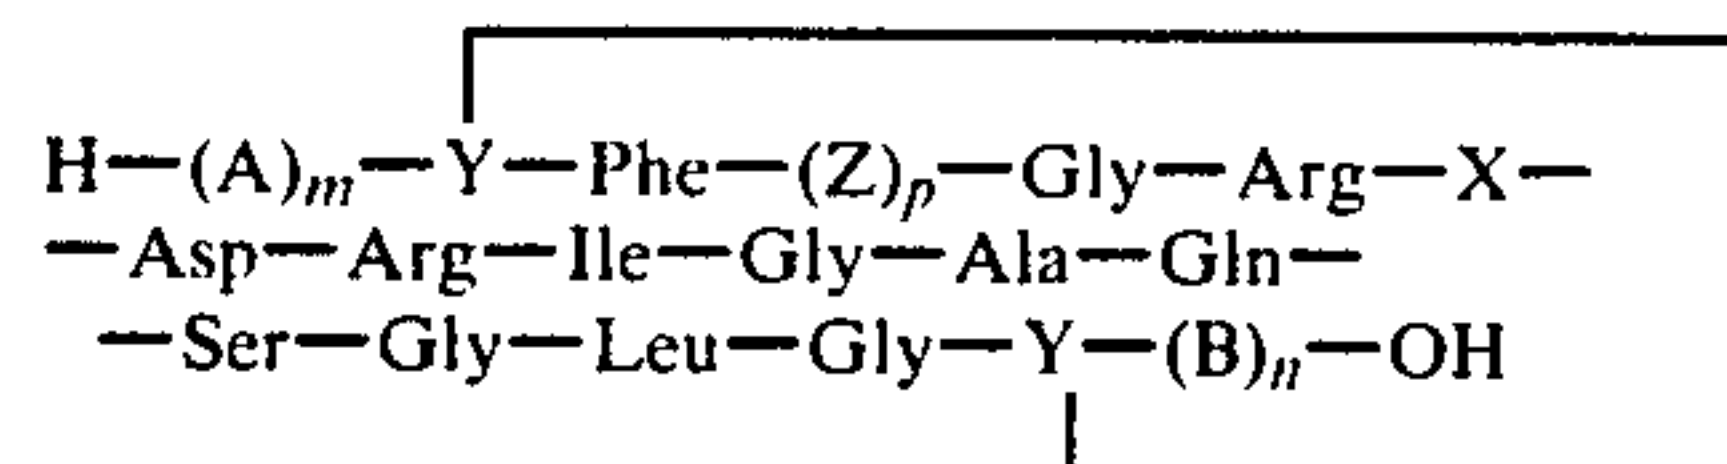 H—(A)m—Y—Phe—(Z)p—Gly—Arg—X—
—Asp—Arg—Ile—Gly—Ala—Gln—
—Ser—Gly—Leu—Gly—Y—(B)n—OH